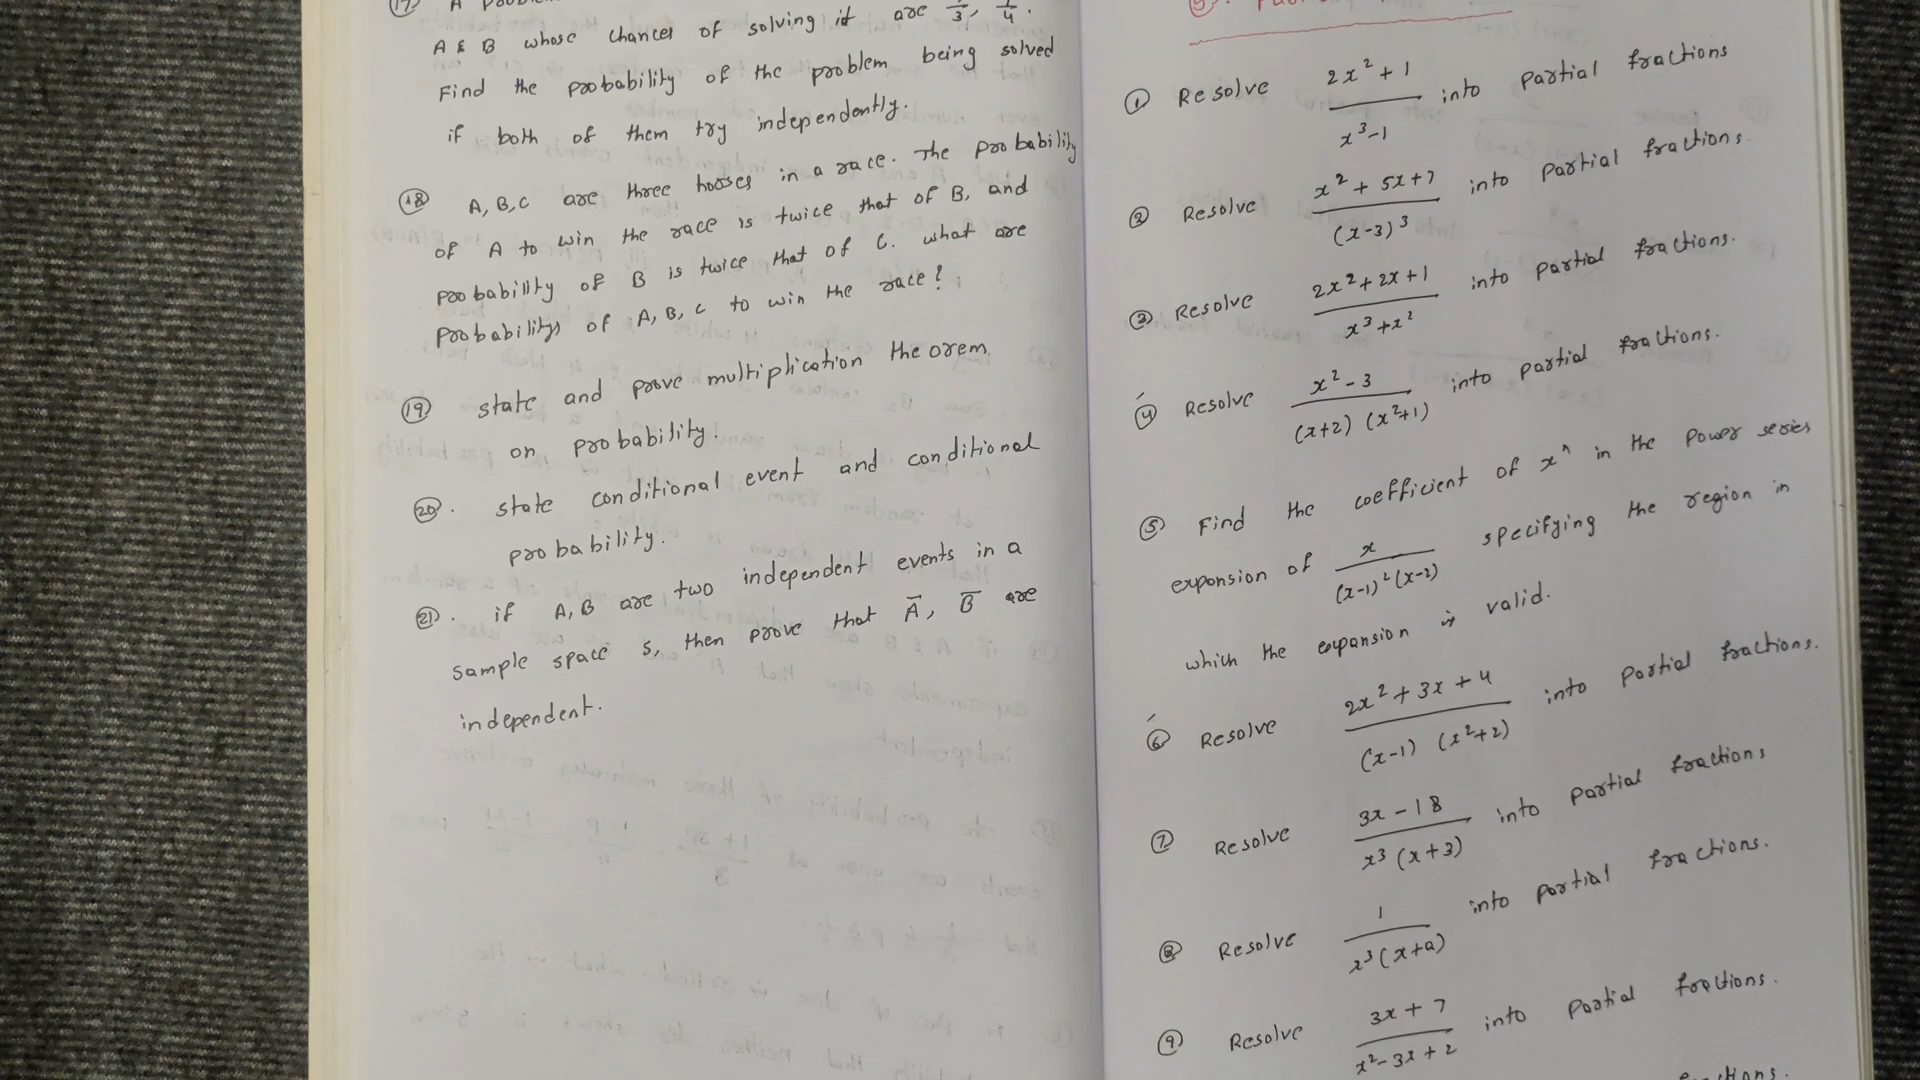 (17) A
A & B whose chances of solving it are 1/3, 1/4.
Find the probability of the problem being solved
if both of them try independently.
(18) A, B, C are three horses in a race. The probability
of A to win the race is twice that of B, and
probability of B is twice that of C. what are
probabilitys of A, B, C to win the race?
(19) state and prove multiplication theorem
on probability.
(20). state conditional event and conditional
probability.
(21). if A, B are two independent events in a
sample space S, then prove that A̅, B̅ are
independent.
5.
(1) Resolve (2x² + 1)/(x³-1) into partial fractions
(2) Resolve (x² + 5x+7)/((x-3)³) into partial fractions.
(3) Resolve (2x² + 2x + 1)/(x³ + x²) into partial fractions.
(4) Resolve (x² - 3)/((x+2) (x²+1)) into partial fractions.
(5) Find the coefficient of xⁿ in the power series
expansion of x/((x-1)² (x-2)) specifying the region in
which the expansion is valid.
(6) Resolve (2x² + 3x + 4)/((x-1) (x²+2)) into partial fractions.
(7) Resolve (3x - 18)/(x³ (x+3)) into partial fractions
(8) Resolve 1/(x³ (x+a)) into partial fractions.
(9) Resolve (3x + 7)/(x² - 3x + 2) into partial fractions.